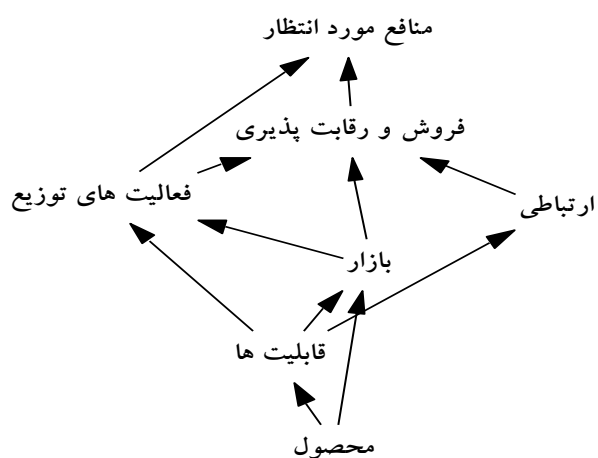 منافع مورد انتظار
فروش و رقابت پذیری
ارتباطی
فعالیت های توزیع
بازار
قابلیت ها
محصول